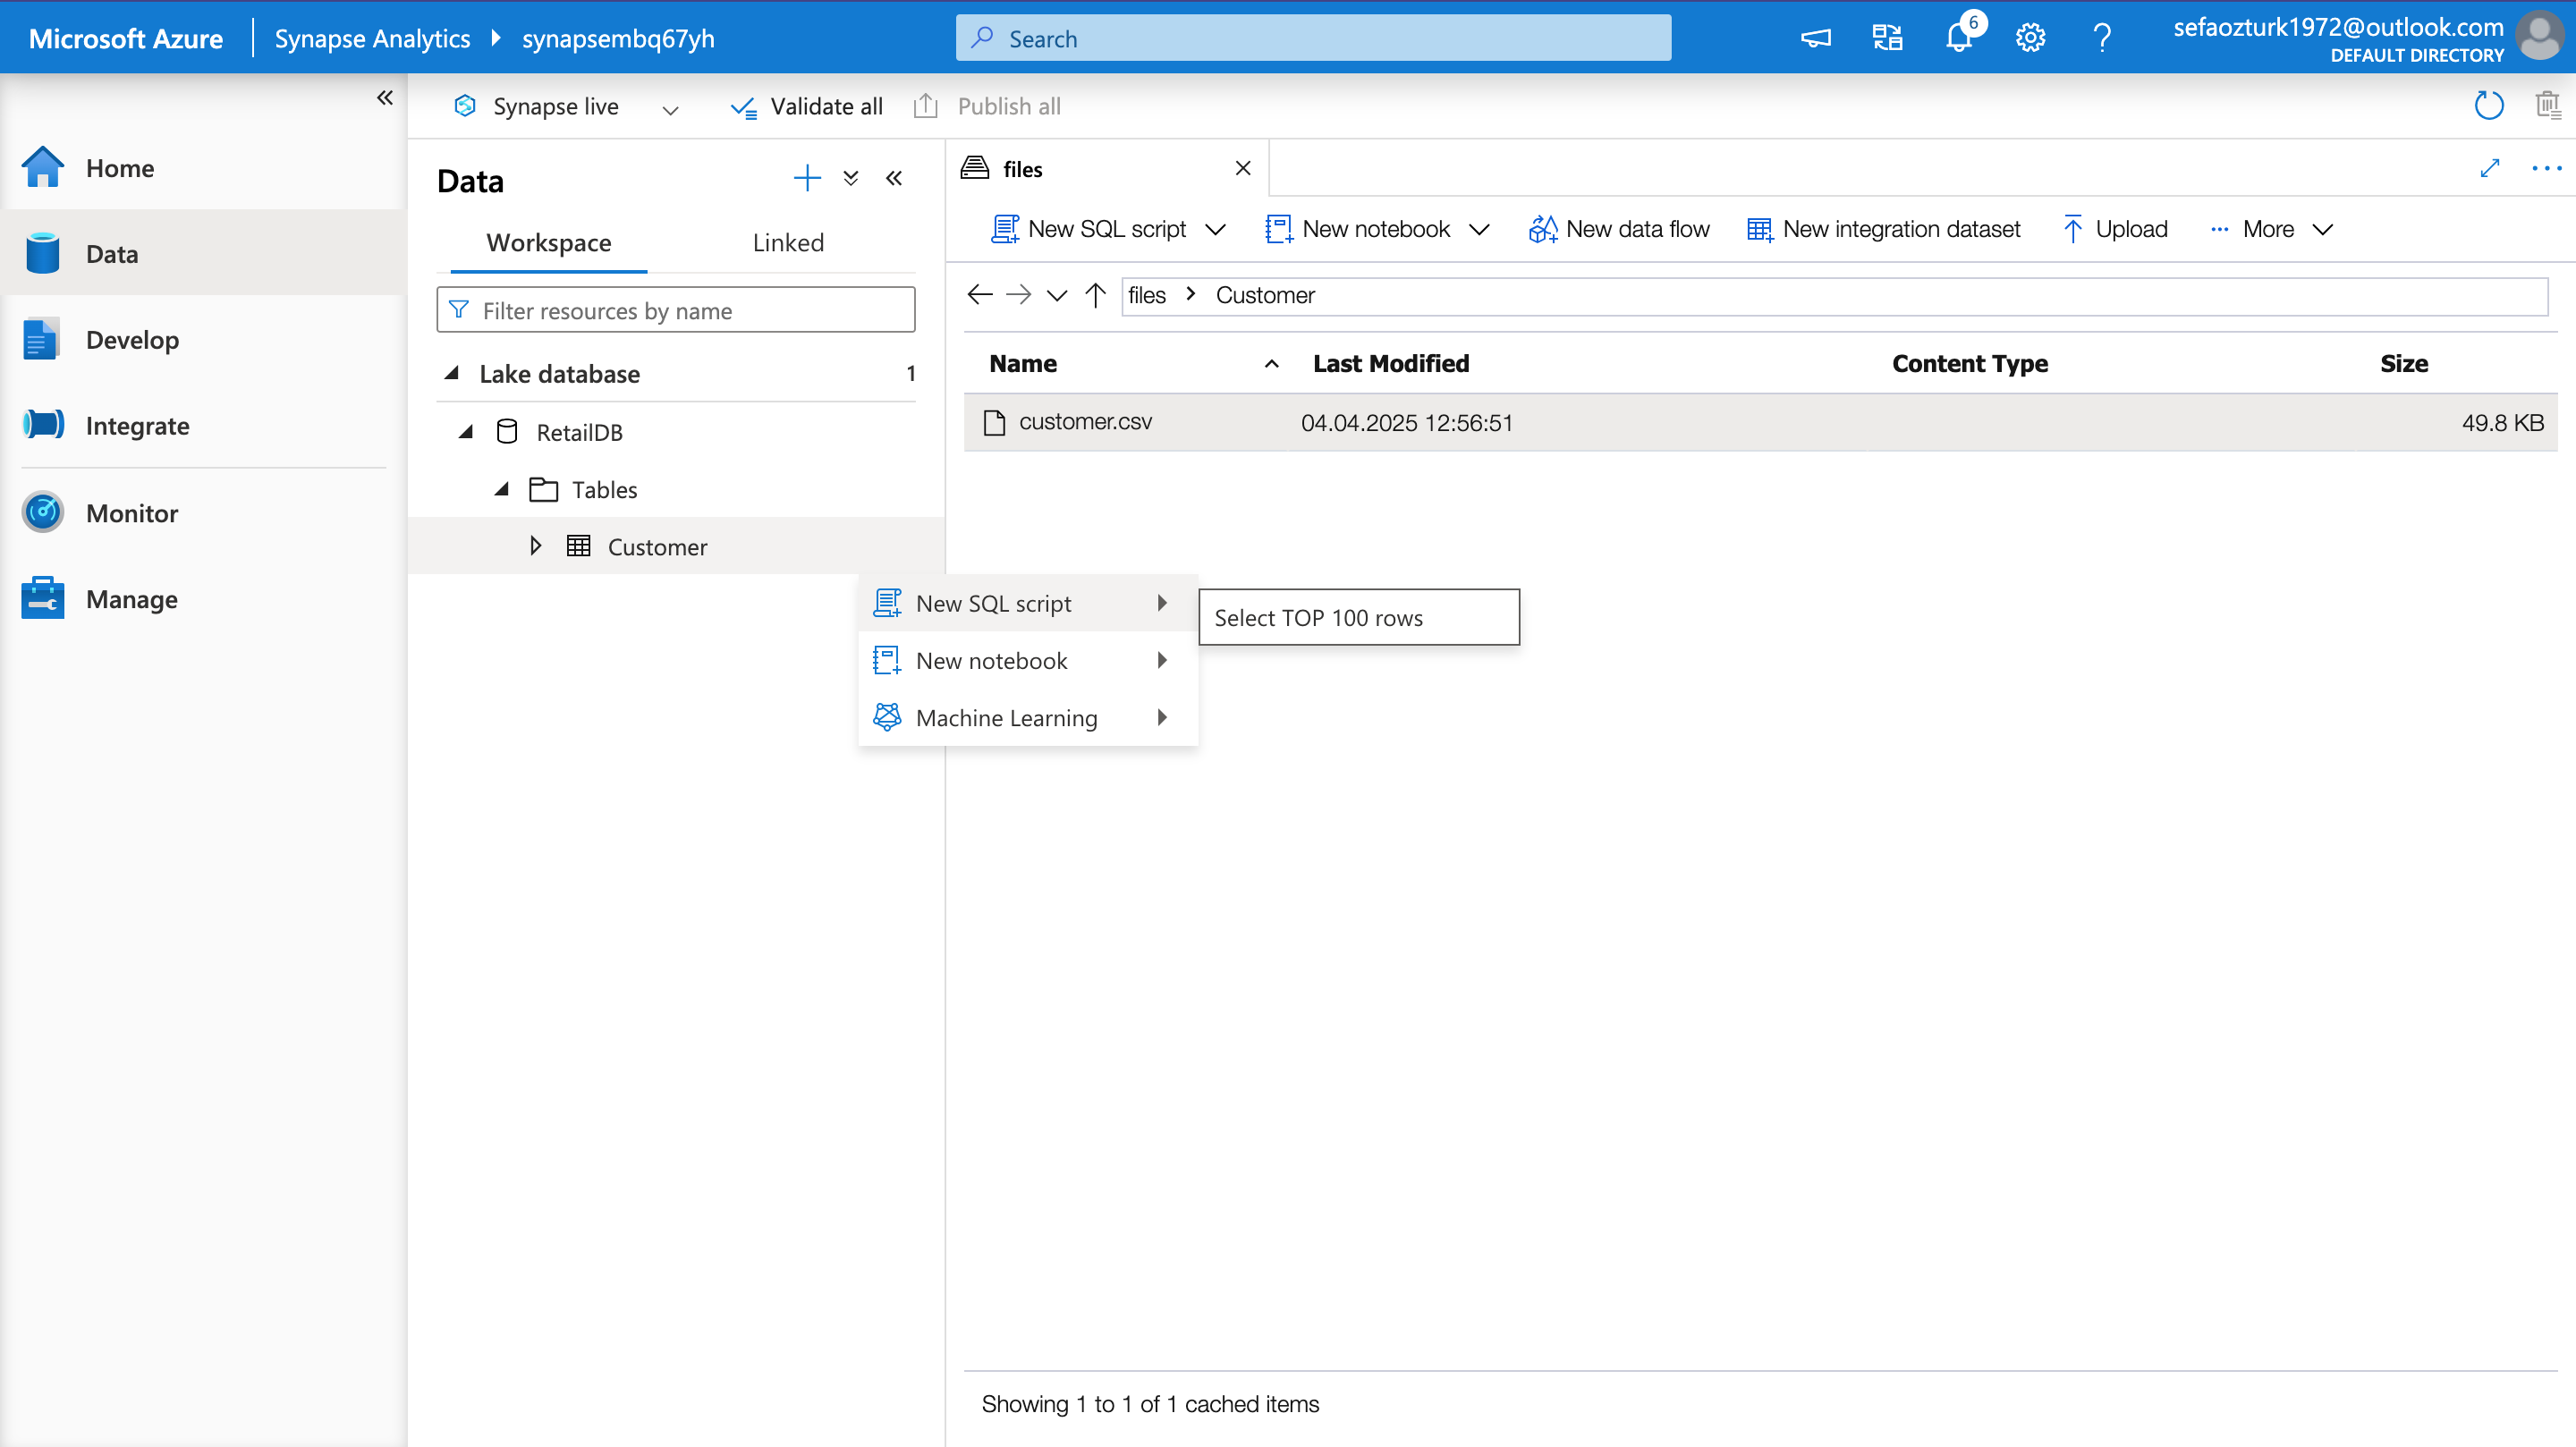 Microsoft Azure
Synapse Analytics
synapsembq67yh
Search
6
sefaozturk1972@outlook.com
DEFAULT DIRECTORY
Synapse live
Validate all
Publish all
Home
Data
Develop
Integrate
Monitor
Manage
Data
Workspace
Linked
Filter resources by name
Lake database 1
RetailDB
Tables
Customer
New SQL script
New notebook
Machine Learning
Select TOP 100 rows
files
New SQL script
New notebook
New data flow
New integration dataset
Upload
More
files
Customer
Name Last Modified Content Type Size
customer.csv 04.04.2025 12:56:51 49.8 KB
Showing 1 to 1 of 1 cached items